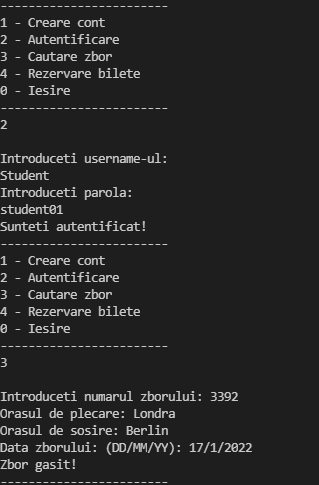 ------------------------
1 - Creare cont
2 - Autentificare
3 - Cautare zbor
4 - Rezervare bilete
0 - Iesire
------------------------
2
Introduceti username-ul:
Student
Introduceti parola:
student01
Sunteti autentificat!
------------------------
1 - Creare cont
2 - Autentificare
3 - Cautare zbor
4 - Rezervare bilete
0 - Iesire
------------------------
3
Introduceti numarul zborului: 3392
Orasul de plecare: Londra
Orasul de sosire: Berlin
Data zborului: (DD/MM/YY): 17/1/2022
Zbor gasit!
------------------------